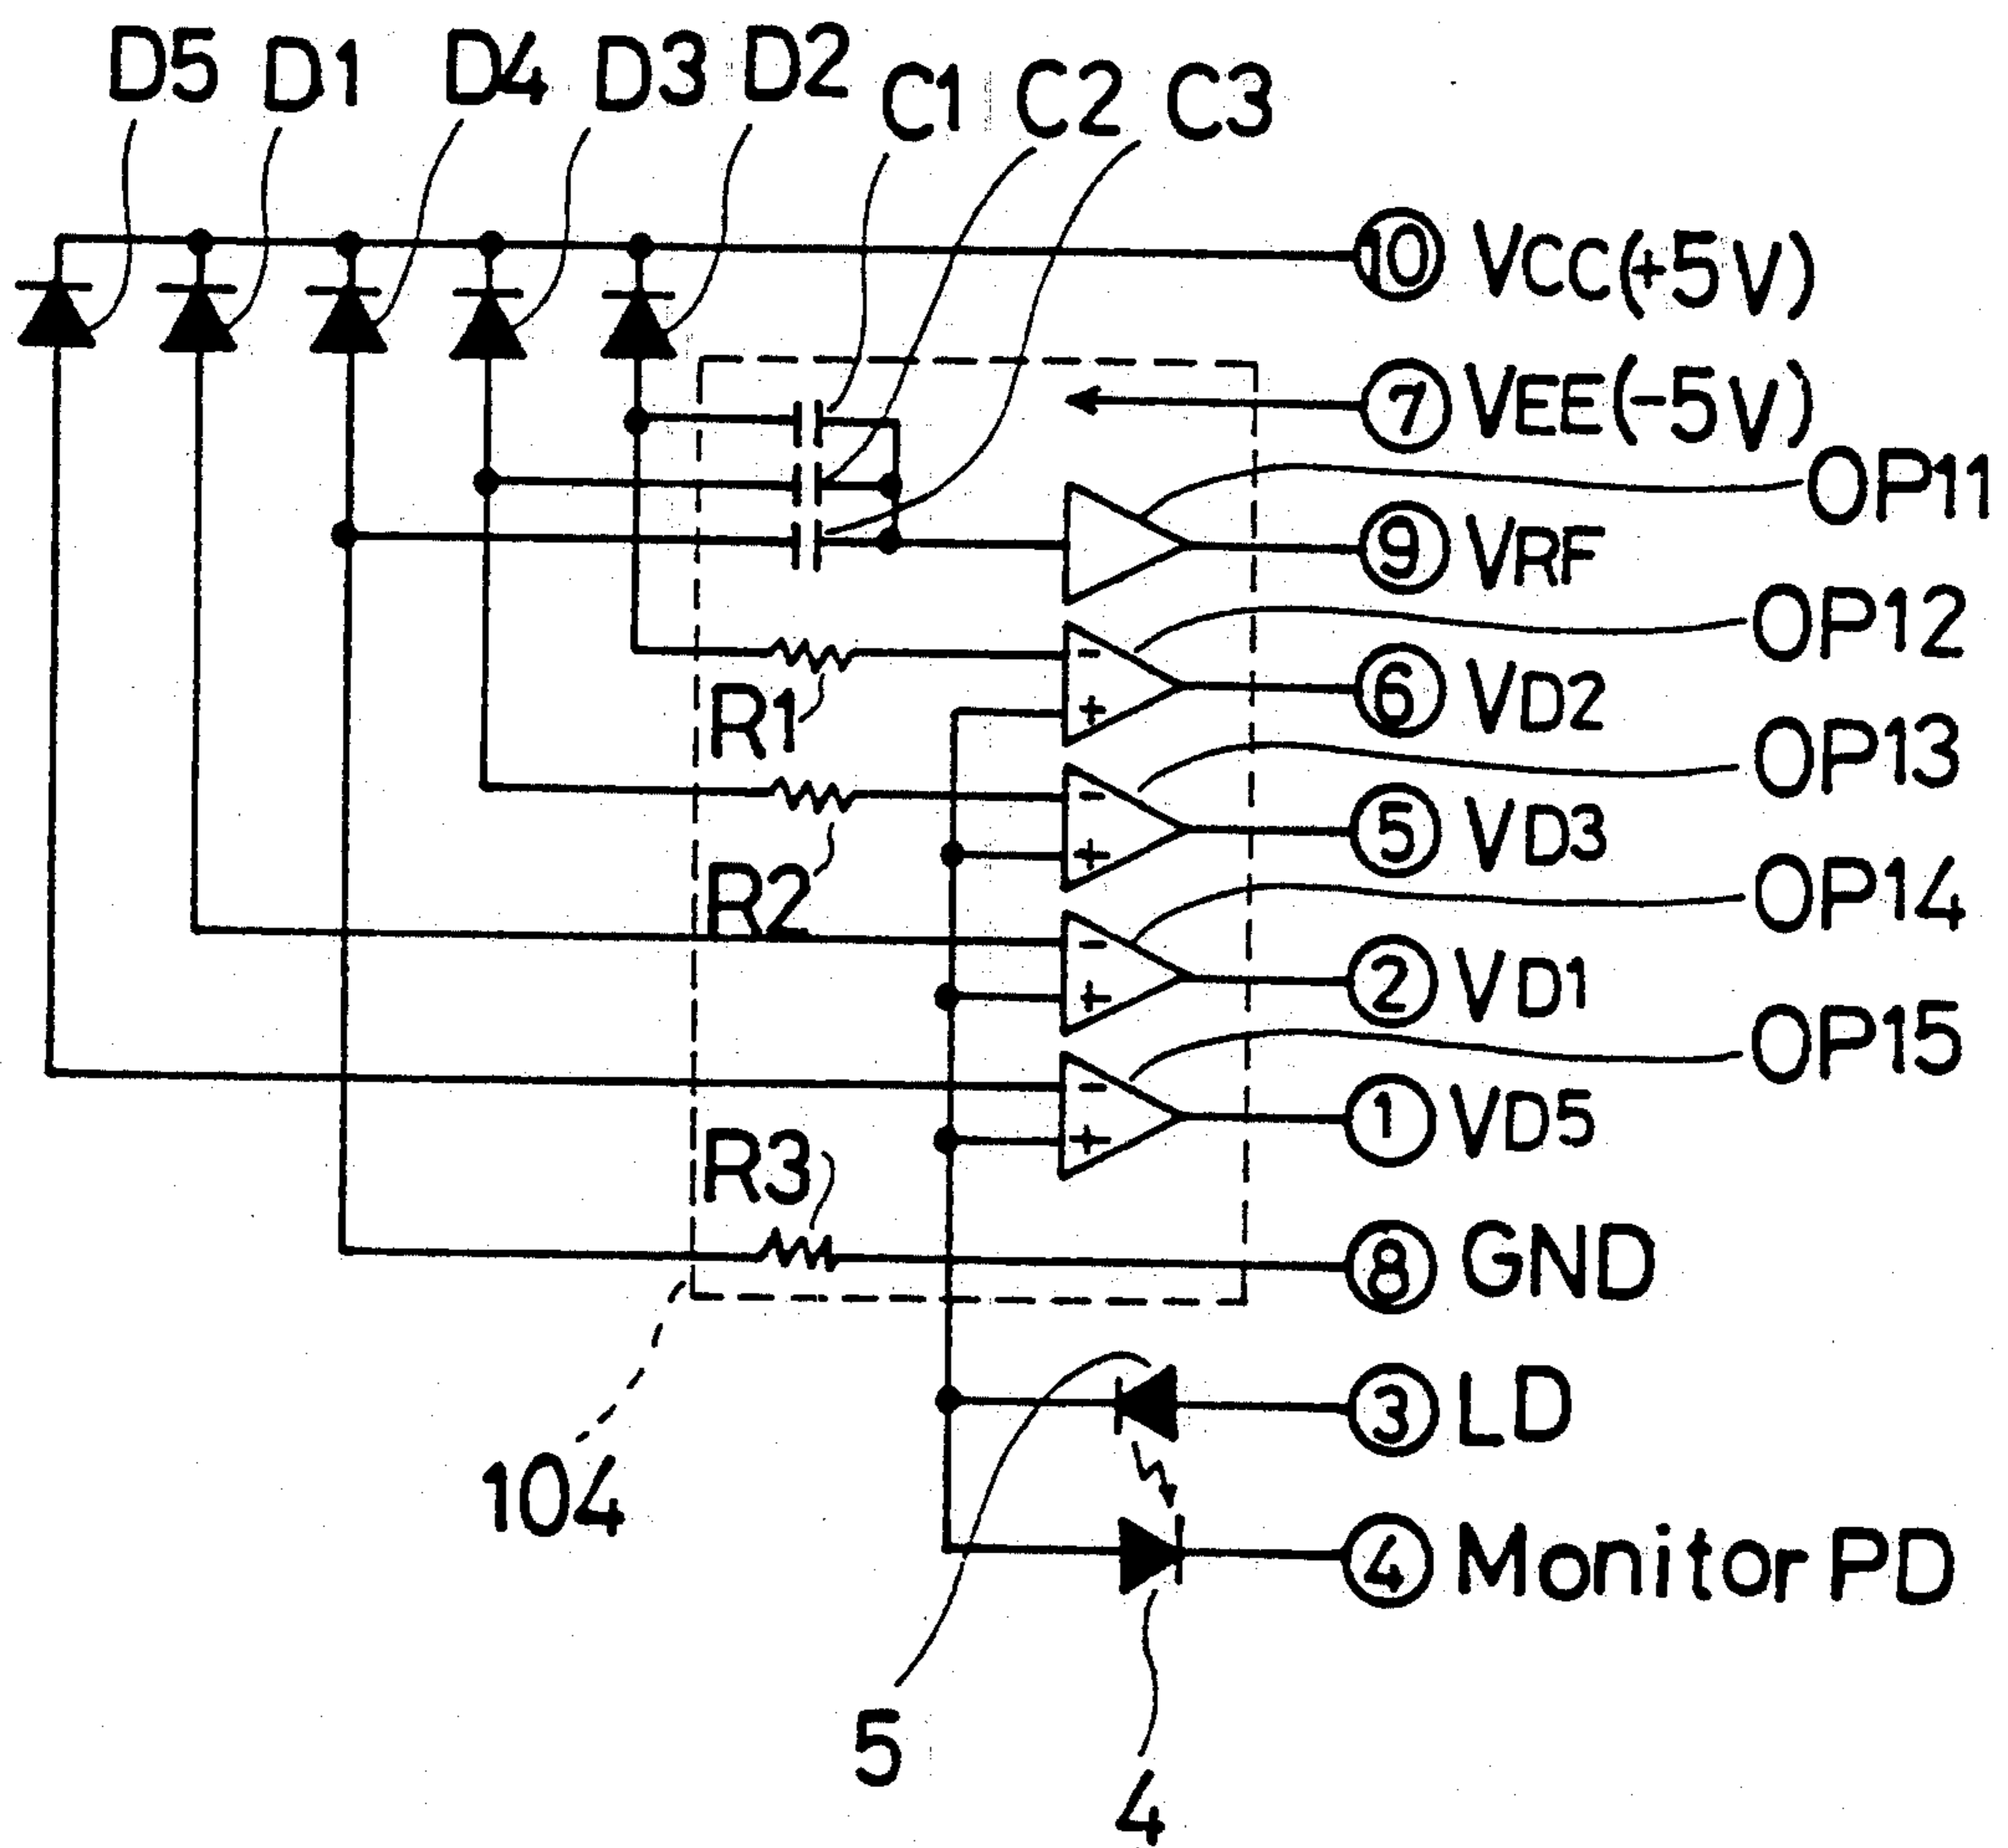 D5 D1 D4 D3 D2 C1 C2 C3
10 VCC(+5V)
7 VEE(-5V)
OP11
9 VRF
OP12
- +
6 VD2
R1
OP13
- +
5 VD3
R2
OP14
- +
2 VD1
OP15
- +
1 VD5
R3
8 GND
3 LD
104
4 Monitor PD
5
4